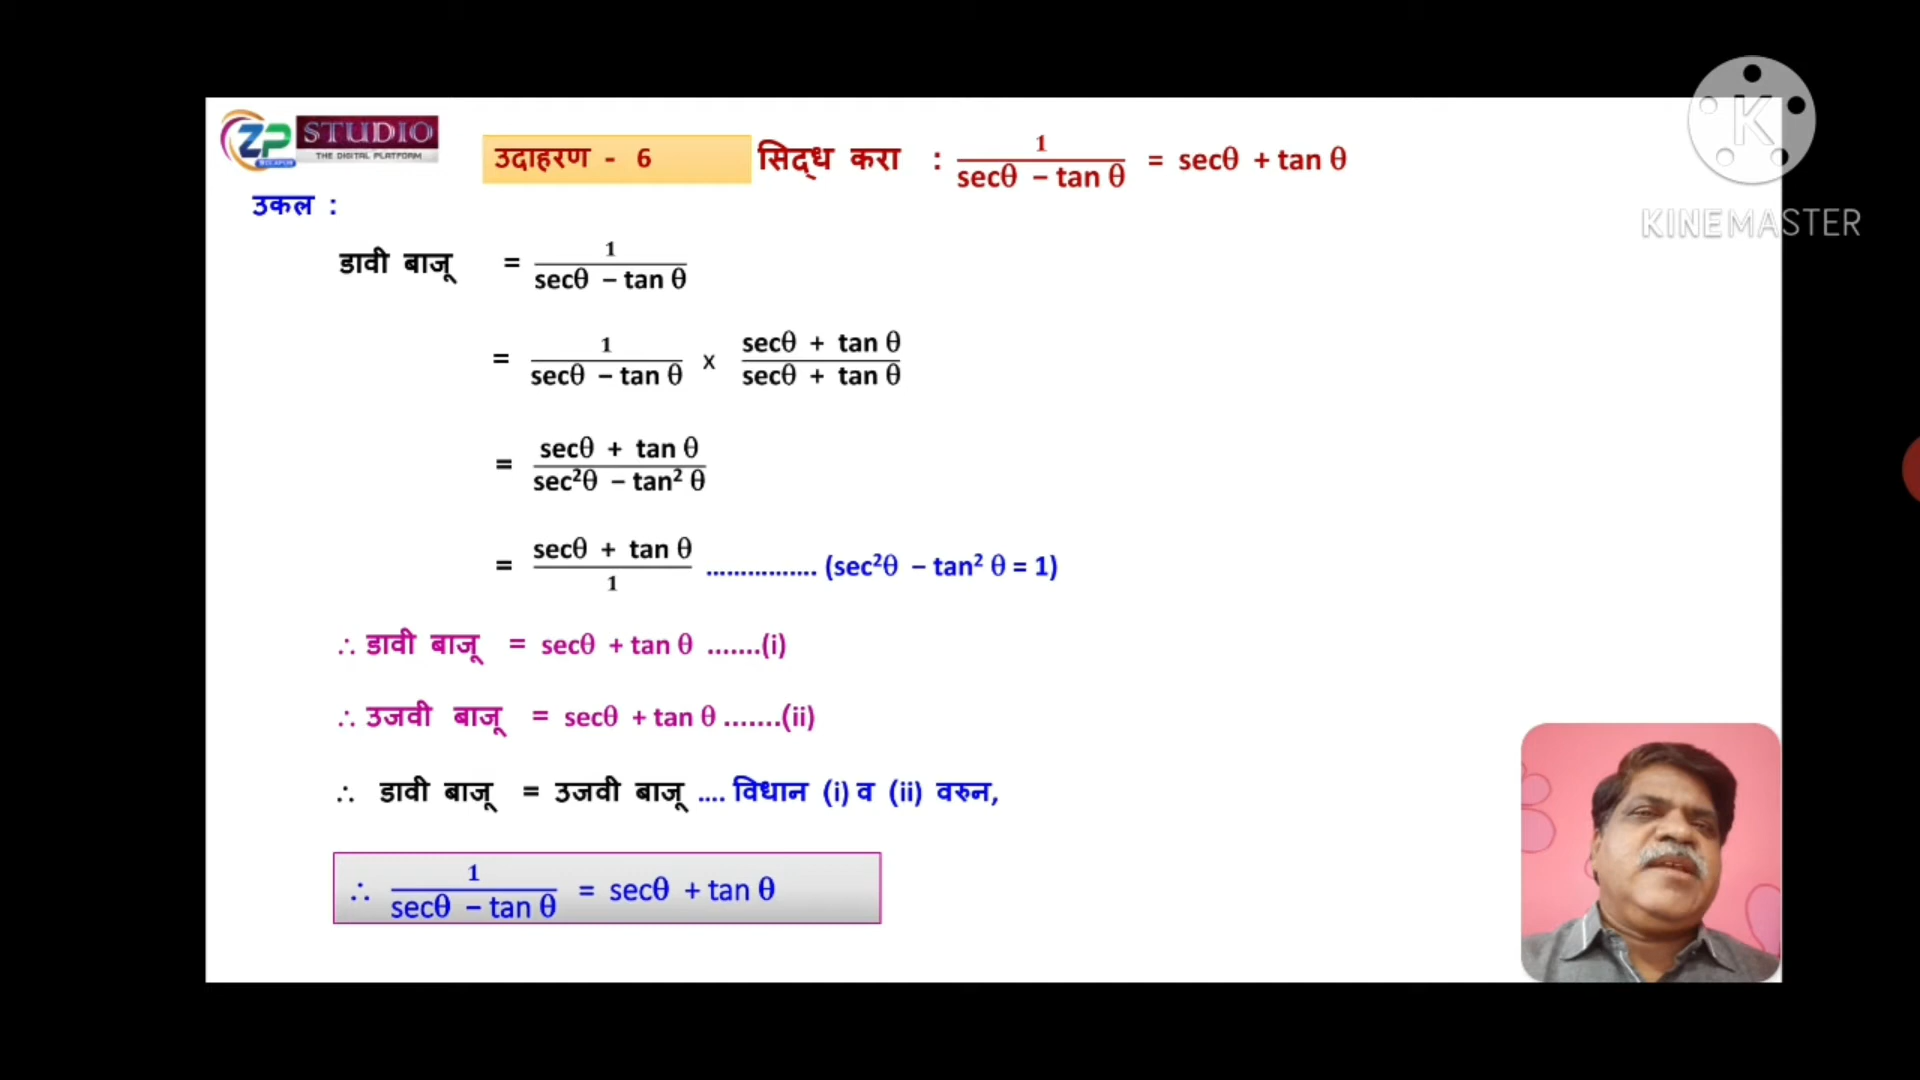 ZP STUDIO
SOLAPUR
THE DIGITAL PLATFORM
उदाहरण - 6 सिद्ध करा : 1/(secθ − tan θ) = secθ + tan θ
KINEMASTER
उकल :
डावी बाजू = 1/(secθ − tan θ)
= 1/(secθ − tan θ) x (secθ + tan θ)/(secθ + tan θ)
= (secθ + tan θ)/(sec²θ − tan² θ)
= (secθ + tan θ)/1 ................ (sec²θ − tan² θ = 1)
∴ डावी बाजू = secθ + tan θ .......(i)
∴ उजवी बाजू = secθ + tan θ .......(ii)
∴ डावी बाजू = उजवी बाजू .... विधान (i) व (ii) वरुन,
∴ 1/(secθ − tan θ) = secθ + tan θ